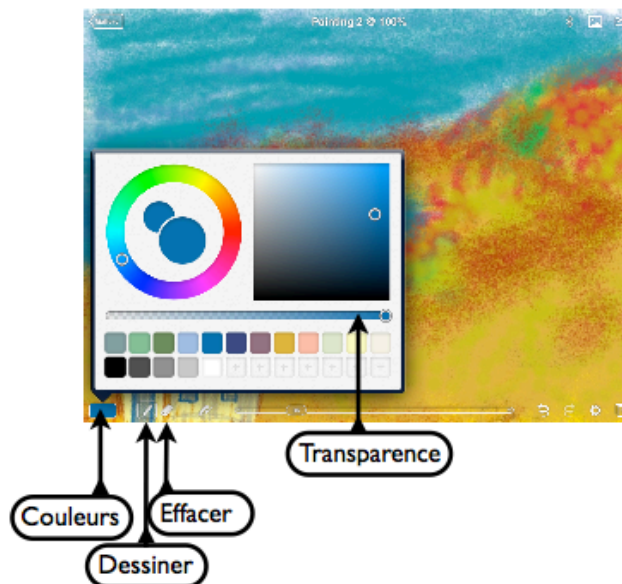 Painting 2 @ 100%
Transparence
Couleurs
Effacer
Dessiner